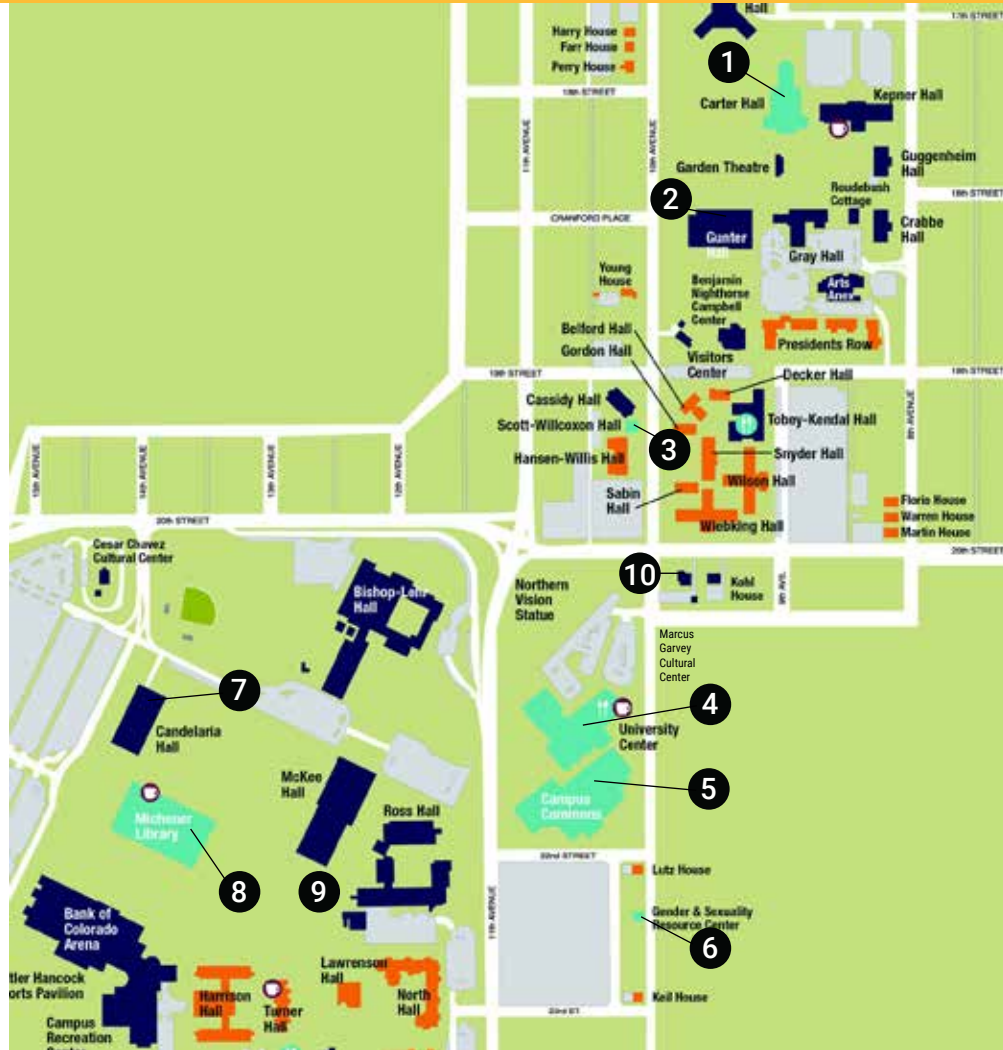 Hall
17th STREET
Harry House
Farr House
Perry House
1
18th STREET
Carter Hall
Kepner Hall
11th AVENUE
10th AVENUE
8th AVENUE
Garden Theatre
Guggenheim
Hall
Roudebush
Cottage
2
CRANFORD PLACE
Gunter
Hall
Crabbe
Hall
Gray Hall
Young
House
Benjamin
Nighthorse
Campbell
Center
Arts
Belford Hall
Gordon Hall
Visitors
Center
Presidents Row
19th STREET
19th STREET
Decker Hall
Cassidy Hall
Scott-Willcoxon Hall
Tobey-Kendal Hall
3
Hansen-Willis Hall
Snyder Hall
Wilson Hall
Sabin
Hall
Wiebking Hall
Florio House
Warren House
Martin House
15th AVENUE
14th AVENUE
13th AVENUE
12th AVENUE
20th STREET
20th STREET
Cesar Chavez
Cultural Center
Bishop-Lehr
Hall
Northern
Vision
Statue
10
Kohl
House
9th AVE.
Marcus
Garvey
Cultural
Center
7
Candelaria
Hall
4
University
Center
McKee
Hall
5
Campus
Commons
Michener
Library
Ross Hall
8
9
22nd STREET
Lutz House
11th AVENUE
Bank of
Colorado
Arena
Gender & Sexuality
Resource Center
6
tler Hancock
orts Pavilion
Harrison
Hall
Turner
Hall
Lawrenson
Hall
North
Hall
Keil House
Campus
Recreation
Center